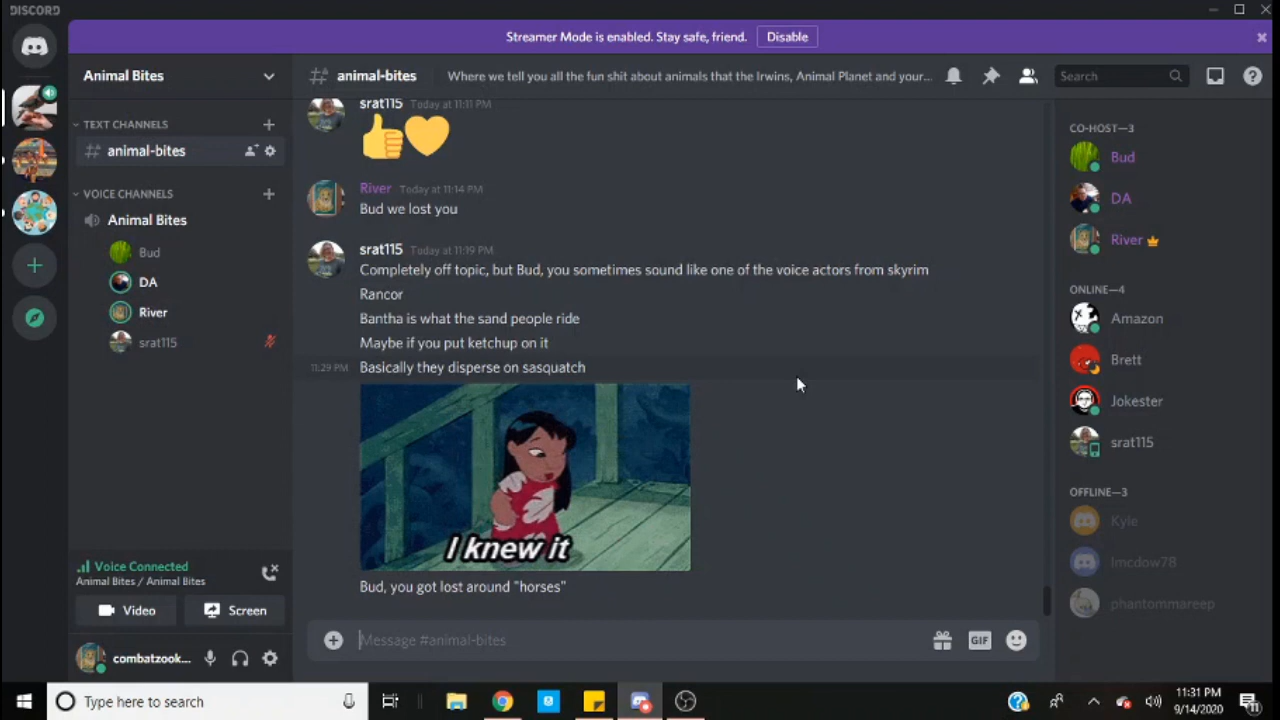 DISCORD
Streamer Mode is enabled. Stay safe, friend.
Disable
Animal Bites
animal-bites
Where we tell you all the fun shit about animals that the Irwins, Animal Planet and your...
Search
TEXT CHANNELS
animal-bites
VOICE CHANNELS
Animal Bites
Bud
DA
River
srat115
srat115 Today at 11:11 PM
River Today at 11:14 PM
Bud we lost you
srat115 Today at 11:19 PM
Completely off topic, but Bud, you sometimes sound like one of the voice actors from skyrim
Rancor
Bantha is what the sand people ride
Maybe if you put ketchup on it
11:29 PM Basically they disperse on sasquatch
I knew it
Bud, you got lost around "horses"
Message #animal-bites
GIF
CO-HOST—3
Bud
DA
River
ONLINE—4
Amazon
Brett
Jokester
srat115
OFFLINE—3
Kyle
lmcdow78
phantommareep
Voice Connected
Animal Bites / Animal Bites
Video
Screen
combatzook...
Type here to search
11:31 PM
9/14/2020
11